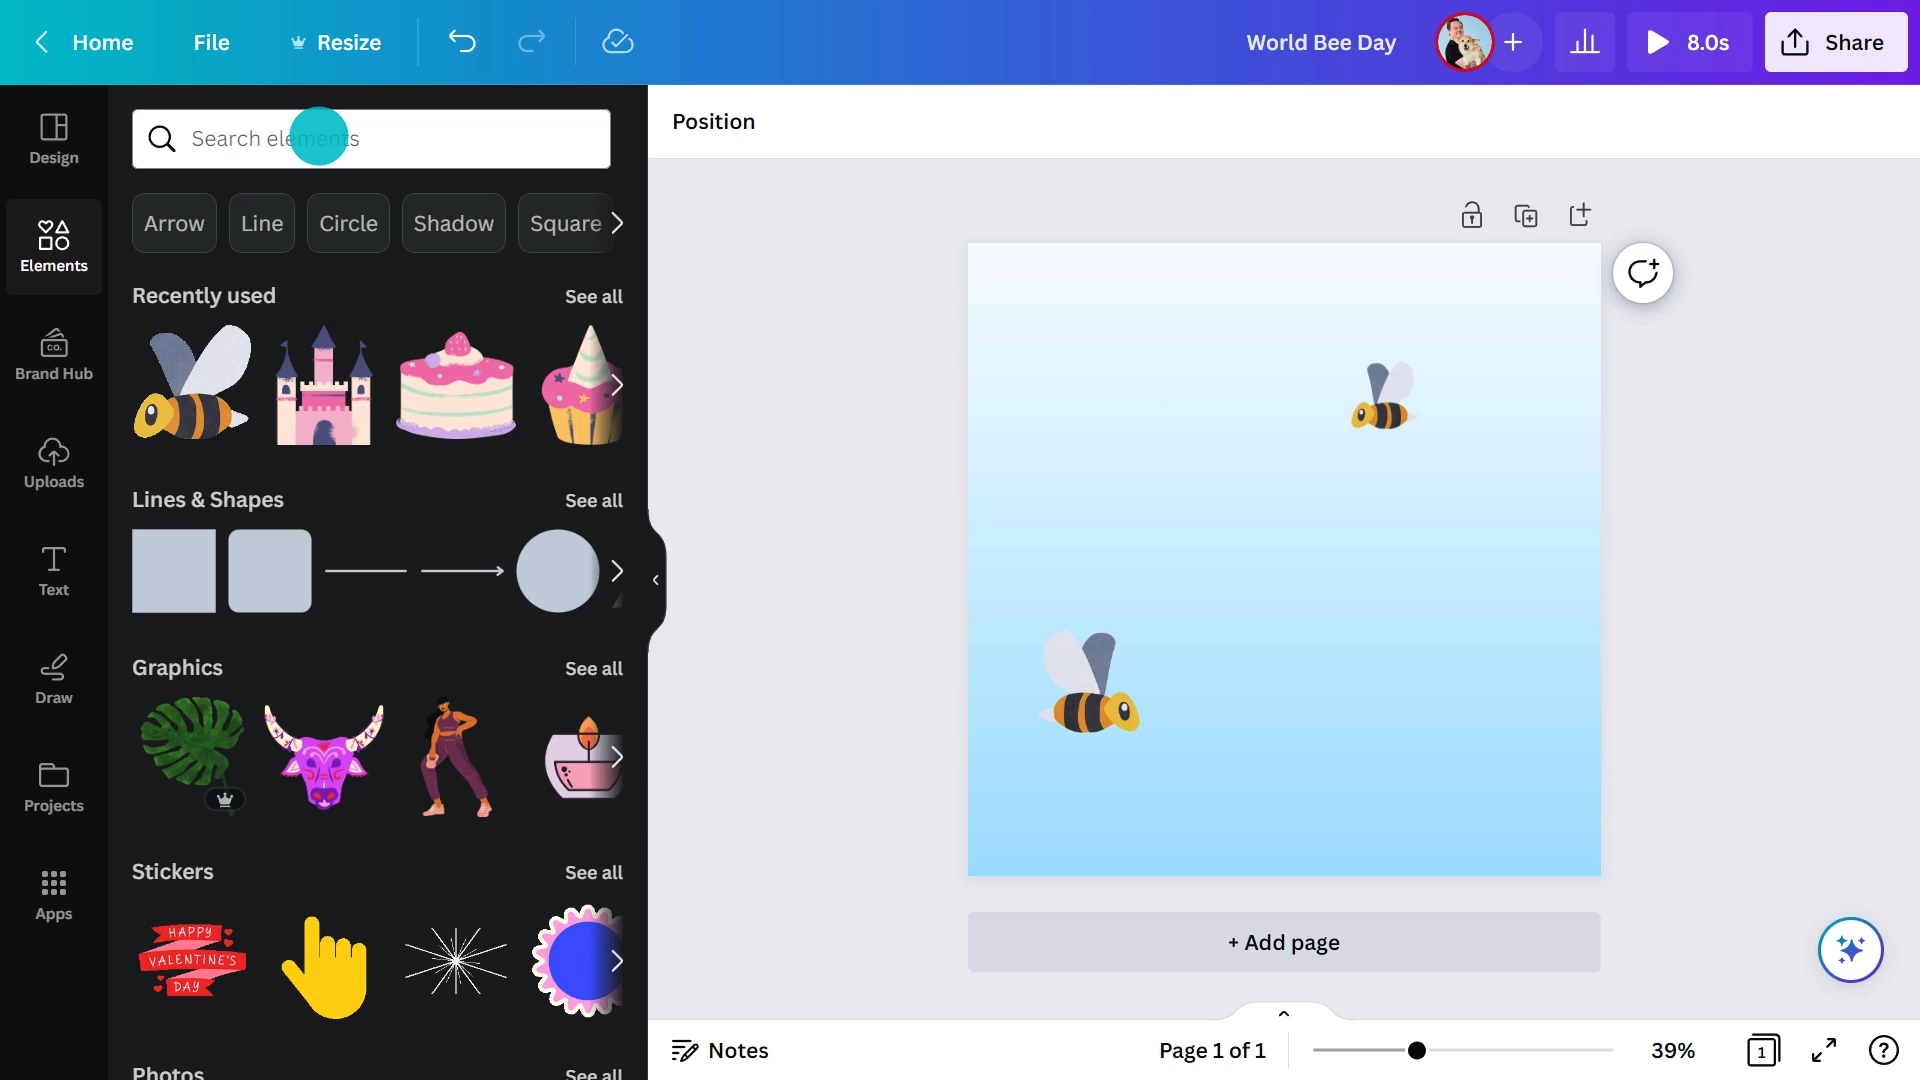 Home
File
Resize
World Bee Day
8.0s
Share
Design
Elements
Brand Hub
CO.
Uploads
Text
Draw
Projects
Apps
Search elements
Arrow
Line
Circle
Shadow
Square
Recently used
See all
Lines & Shapes
See all
Graphics
See all
Stickers
See all
HAPPY
VALENTINE'S
DAY
Photos
See all
Position
+ Add page
Notes
Page 1 of 1
39%
1
?